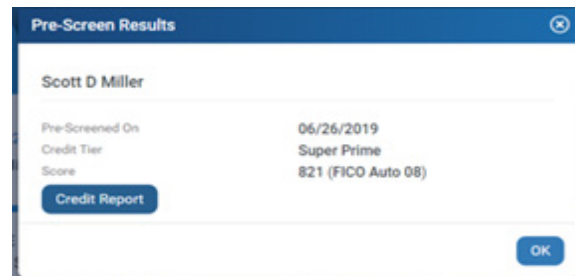 Pre-Screen Results
Scott D Miller
Pre-Screened On 06/26/2019
Credit Tier Super Prime
Score 821 (FICO Auto 08)
Credit Report
OK